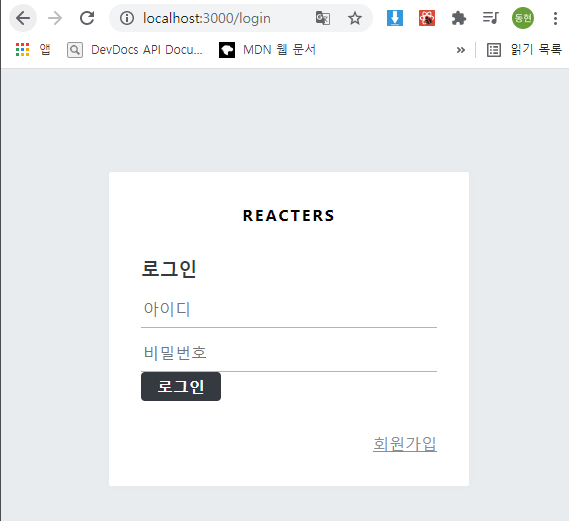 localhost:3000/login
동현
앱
DevDocs API Docu...
MDN 웹 문서
»
읽기 목록
REACTERS
로그인
아이디
비밀번호
로그인
회원가입